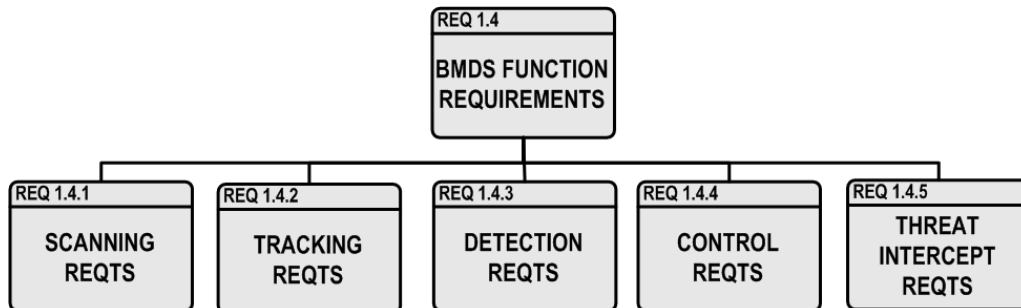 REQ 1.4
BMDS FUNCTION
REQUIREMENTS
REQ 1.4.1
SCANNING
REQTS
REQ 1.4.2
TRACKING
REQTS
REQ 1.4.3
DETECTION
REQTS
REQ 1.4.4
CONTROL
REQTS
REQ 1.4.5
THREAT
INTERCEPT
REQTS